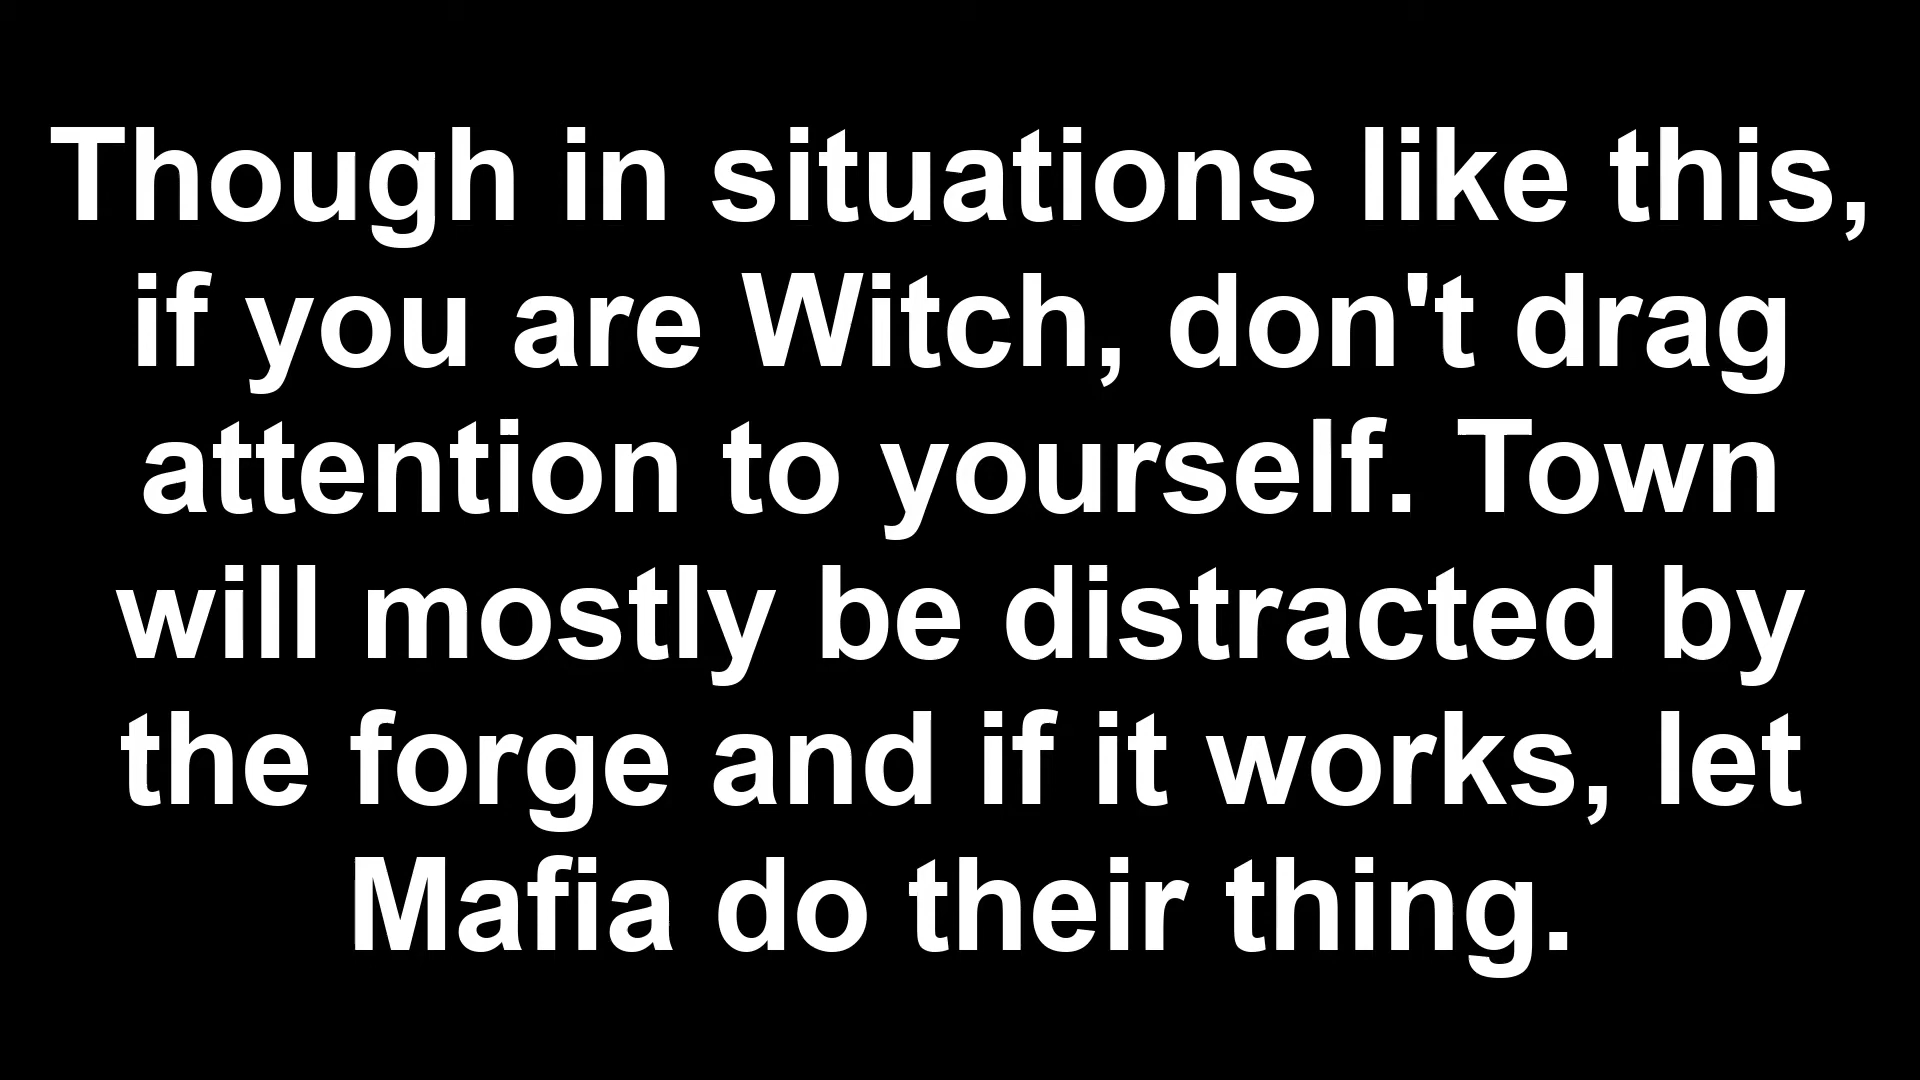 Though in situations like this,
if you are Witch, don't drag
attention to yourself. Town
will mostly be distracted by
the forge and if it works, let
Mafia do their thing.